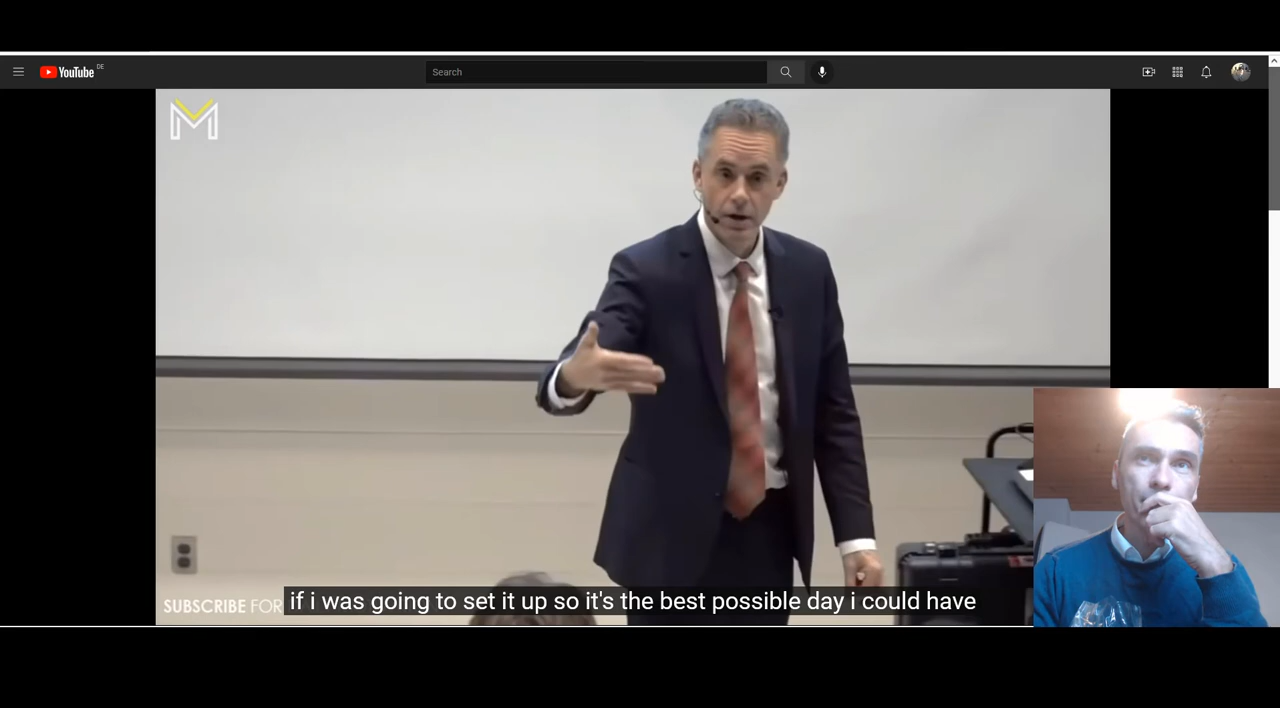 YouTube DE
Search
M
SUBSCRIBE FOR
if i was going to set it up so it's the best possible day i could have